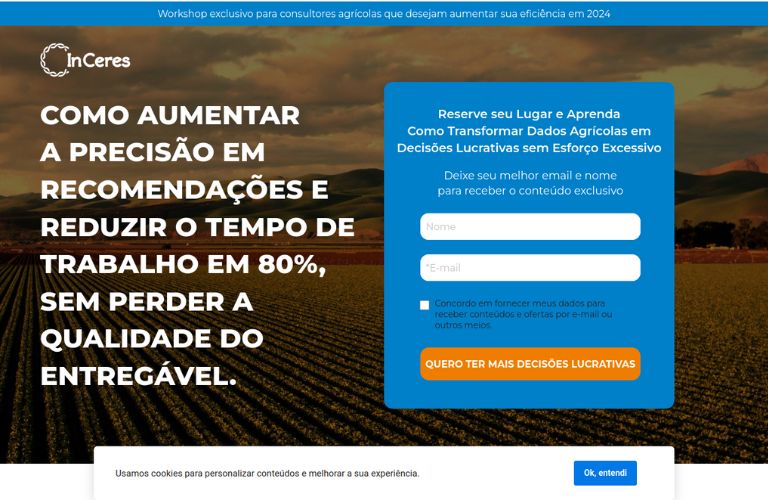 Workshop exclusivo para consultores agrícolas que desejam aumentar sua eficiência em 2024
InCeres
COMO AUMENTAR
A PRECISÃO EM
RECOMENDAÇÕES E
REDUZIR O TEMPO DE
TRABALHO EM 80%,
SEM PERDER A
QUALIDADE DO
ENTREGÁVEL.
Reserve seu Lugar e Aprenda
Como Transformar Dados Agrícolas em
Decisões Lucrativas sem Esforço Excessivo
Deixe seu melhor email e nome
para receber o conteúdo exclusivo
Nome
*E-mail
Concordo em fornecer meus dados para
receber conteúdos e ofertas por e-mail ou
outros meios.
QUERO TER MAIS DECISÕES LUCRATIVAS
Usamos cookies para personalizar conteúdos e melhorar a sua experiência.
Ok, entendi